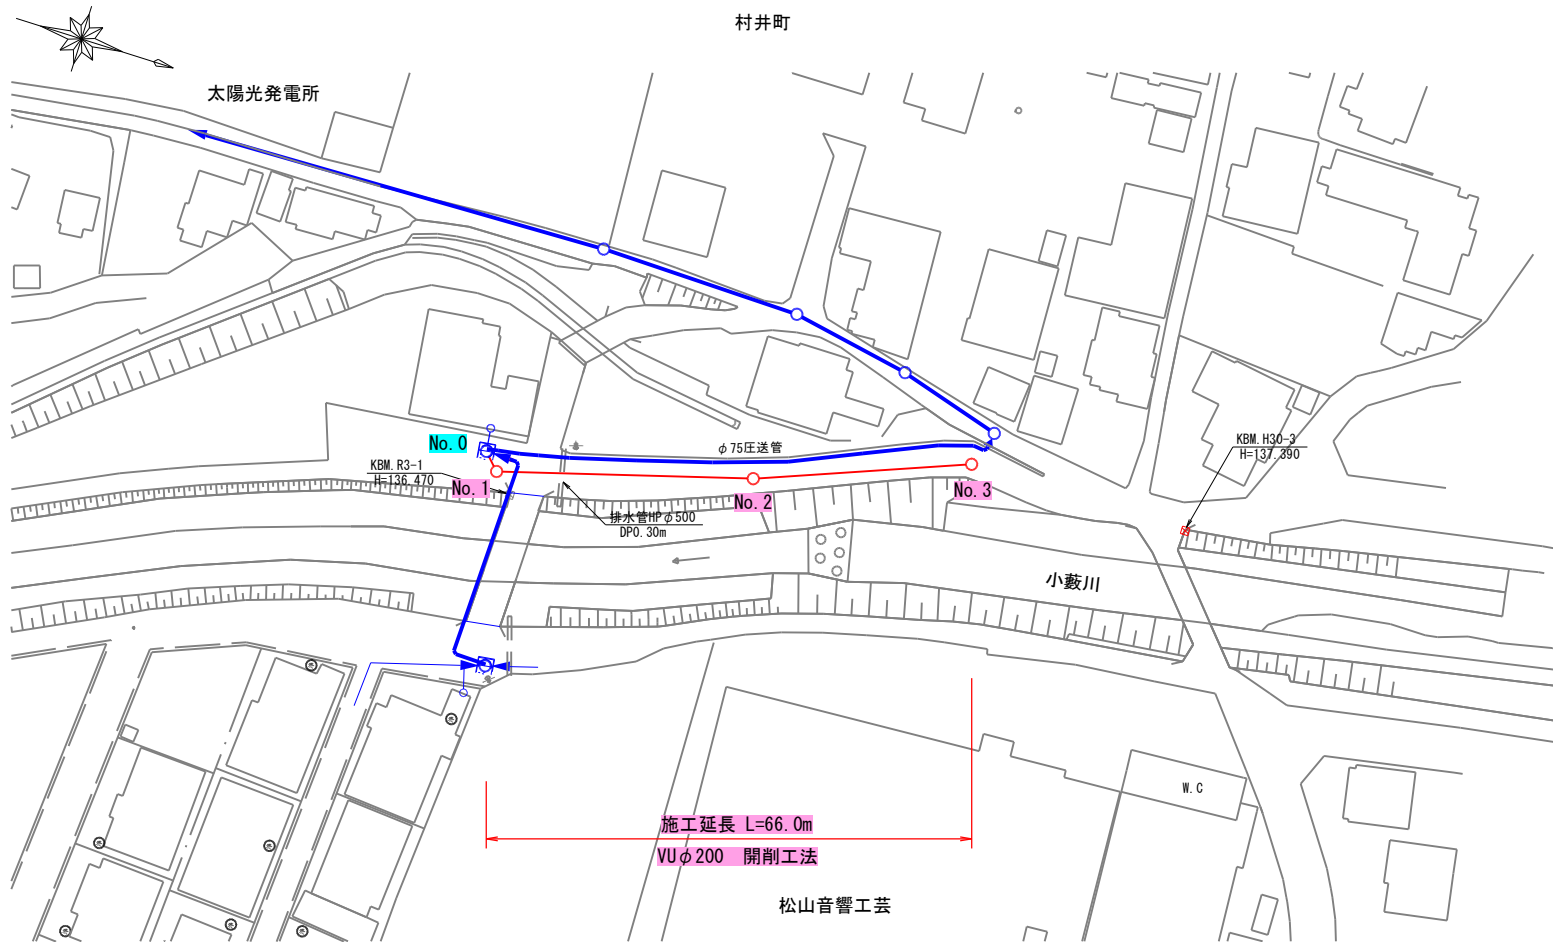 村井町
太陽光発電所
No.0
φ75圧送管
KBM.H30-3
H=137.390
KBM.R3-1
H=136.470
No.1
No.2
No.3
排水管HPφ500
DP0.30m
小藪川
W.C
施工延長 L=66.0m
VUφ200 開削工法
松山音響工芸